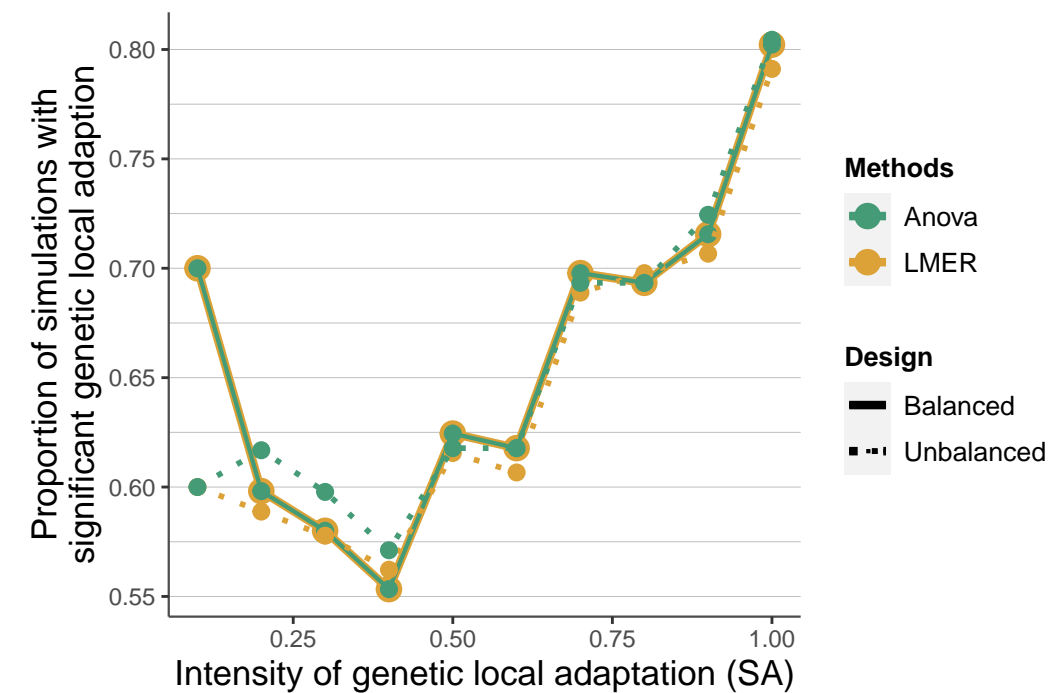 Proportion of simulations with
significant genetic local adaption
0.80
0.75
0.70
0.65
0.60
0.55
0.25
0.50
0.75
1.00
Intensity of genetic local adaptation (SA)
Methods
Anova
LMER
Design
Balanced
Unbalanced